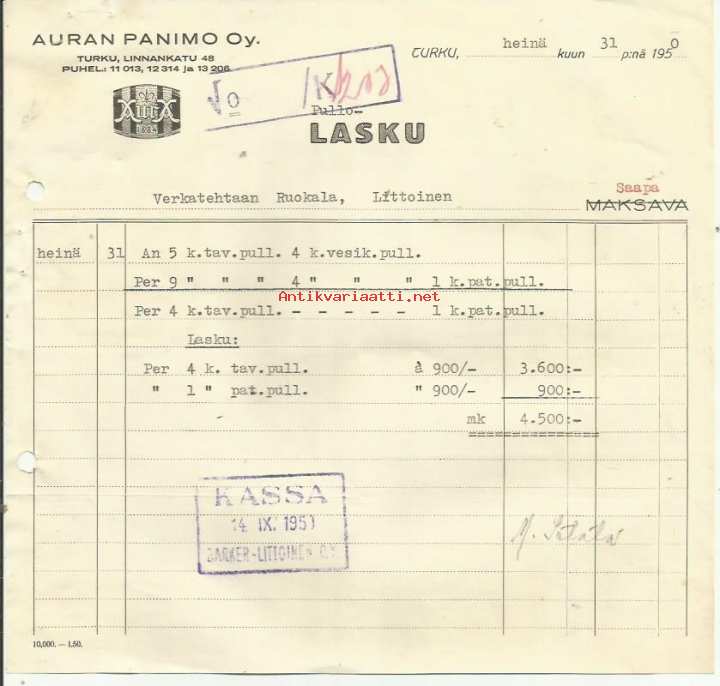 AURAN PANIMO Oy.
TURKU, LINNANKATU 48
PUHEL.: 11 013, 12 314 ja 13 206
AURA
1884
TURKU, heinä kuun 31 p:nä 1950
√o /K/
Pullo-
LASKU
Saapa
Verkatehtaan Ruokala, Littoinen MAKSAVA
heinä 31 An 5 k.tav.pull. 4 k.vesik.pull.
Per 9 " " " 4 " " " 1 k.pat.pull.
Antikvariaatti.net
Per 4 k.tav.pull. - - - - - 1 k.pat.pull.
Lasku:
Per 4 k. tav.pull. à 900/- 3.600:-
" 1 " pat.pull. " 900/- 900:-
mk 4.500:-
==============
KASSA
14. IX. 1950
BARKER-LITTOINEN O.Y.
10,000. — 1.50.